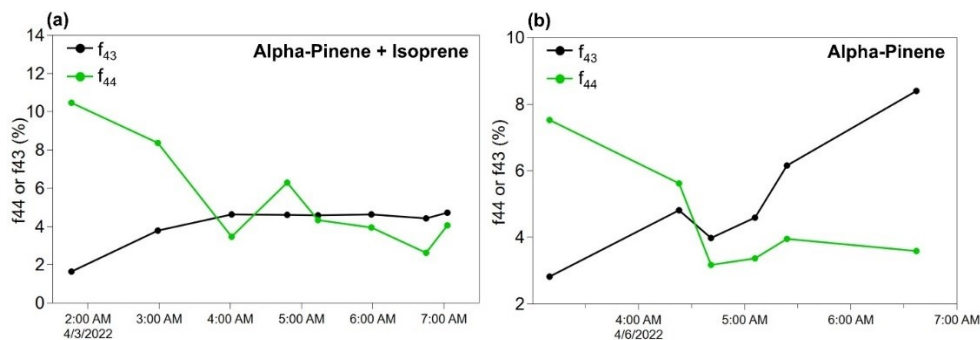 (a)
Alpha-Pinene + Isoprene
f43
f44
f44 or f43 (%)
14
12
10
8
6
4
2
0
2:00 AM 3:00 AM 4:00 AM 5:00 AM 6:00 AM 7:00 AM
4/3/2022
(b)
Alpha-Pinene
f43
f44
f44 or f43 (%)
10
8
6
4
2
4:00 AM 5:00 AM 6:00 AM 7:00 AM
4/6/2022